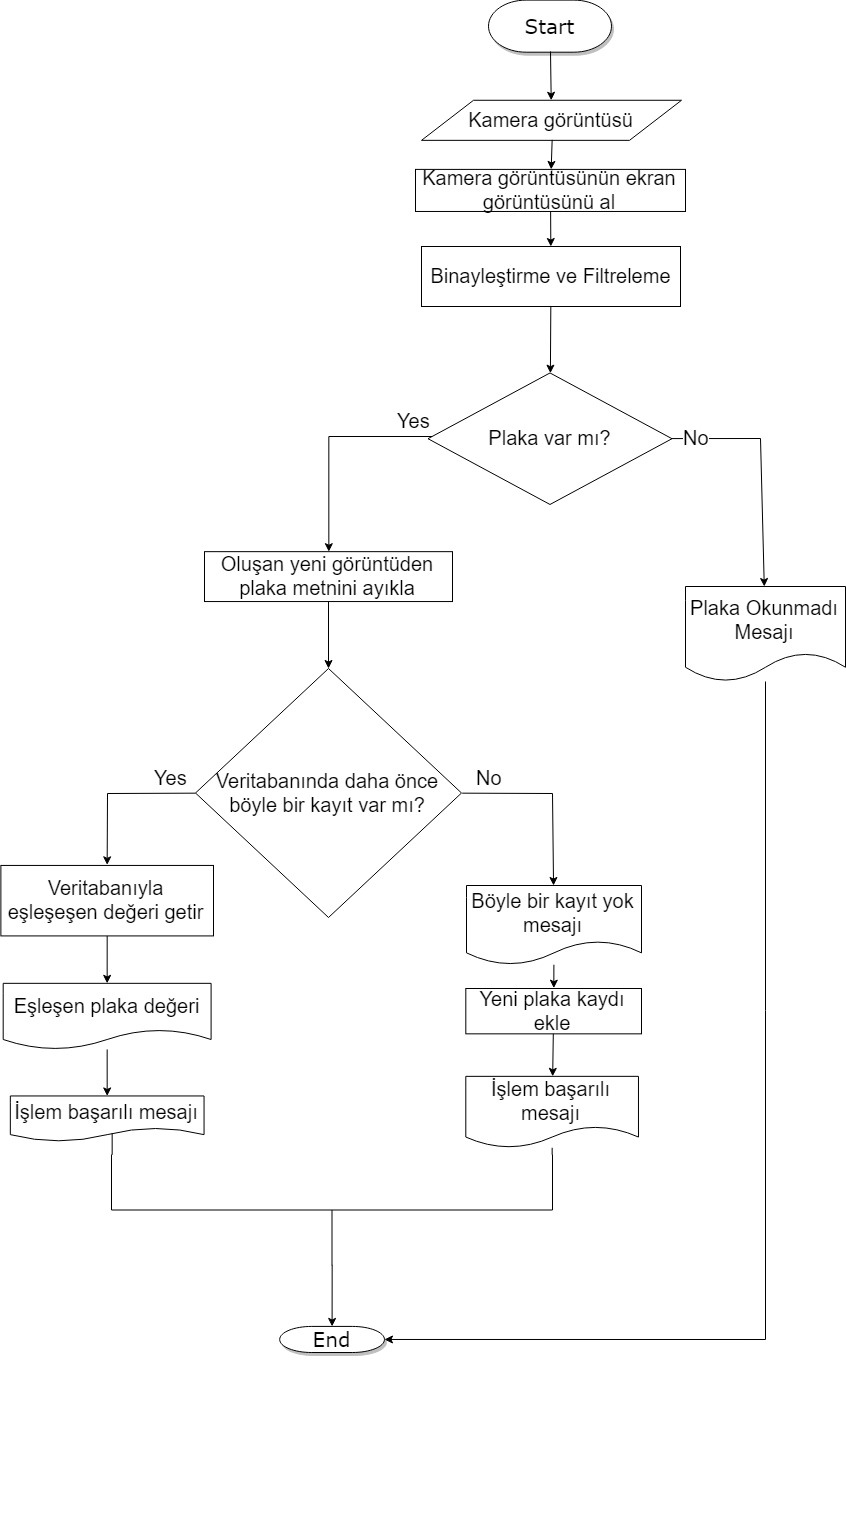 Start
Kamera görüntüsü
Kamera görüntüsünün ekran
görüntüsünü al
Binayleştirme ve Filtreleme
Plaka var mı?
Yes
No
Oluşan yeni görüntüden
plaka metnini ayıkla
Plaka Okunmadı
Mesajı
Veritabanında daha önce
böyle bir kayıt var mı?
Yes
No
Veritabanıyla
eşleşeşen değeri getir
Böyle bir kayıt yok
mesajı
Eşleşen plaka değeri
Yeni plaka kaydı
ekle
İşlem başarılı mesajı
İşlem başarılı
mesajı
End